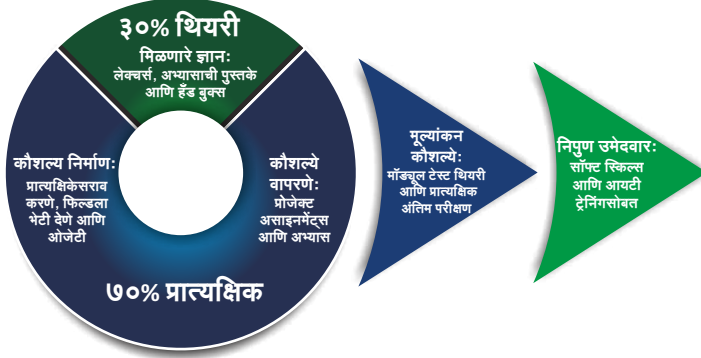 ३०% थियरी
मिळणारे ज्ञान:
लेक्चर्स, अभ्यासाची पुस्तके
आणि हँड बुक्स
कौशल्य निर्माण:
प्रात्यक्षिकेसराव
करणे, फिल्डला
भेटी देणे आणि
ओजेटी
कौशल्ये
वापरणे:
प्रोजेक्ट
असाइनमेंट्स
आणि अभ्यास
७०% प्रात्यक्षिक
मूल्यांकन
कौशल्ये:
मॉड्यूल टेस्ट थियरी
आणि प्रात्यक्षिक
अंतिम परीक्षण
निपुण उमेदवार:
सॉफ्ट स्किल्स
आणि आयटी
ट्रेनिंगसोबत